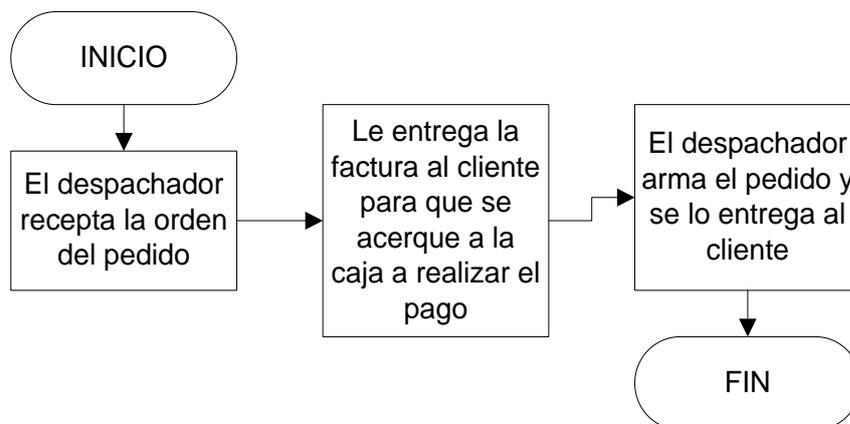 INICIO
El despachador
recepta la orden
del pedido
Le entrega la
factura al cliente
para que se
acerque a la
caja a realizar el
pago
El despachador
arma el pedido y
se lo entrega al
cliente
FIN